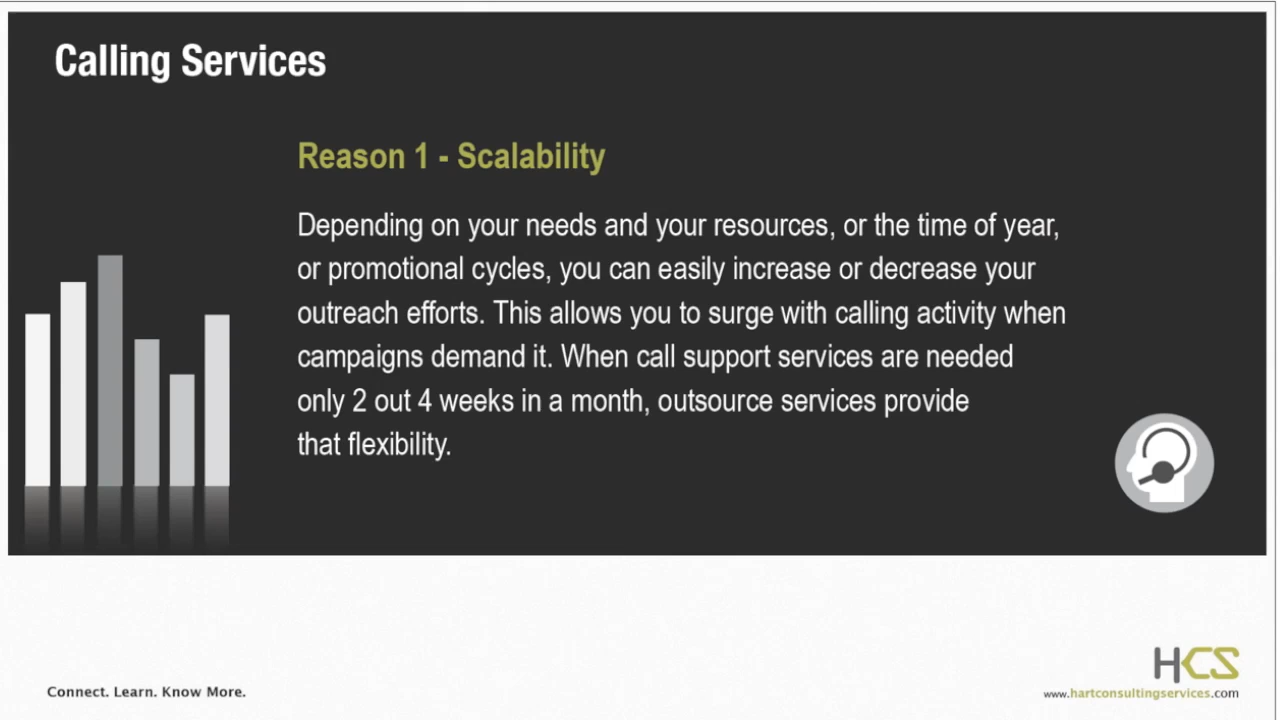 Calling Services
Reason 1 - Scalability
Depending on your needs and your resources, or the time of year,
or promotional cycles, you can easily increase or decrease your
outreach efforts. This allows you to surge with calling activity when
campaigns demand it. When call support services are needed
only 2 out 4 weeks in a month, outsource services provide
that flexibility.
HCS
Connect. Learn. Know More.
www.hartconsultingservices.com